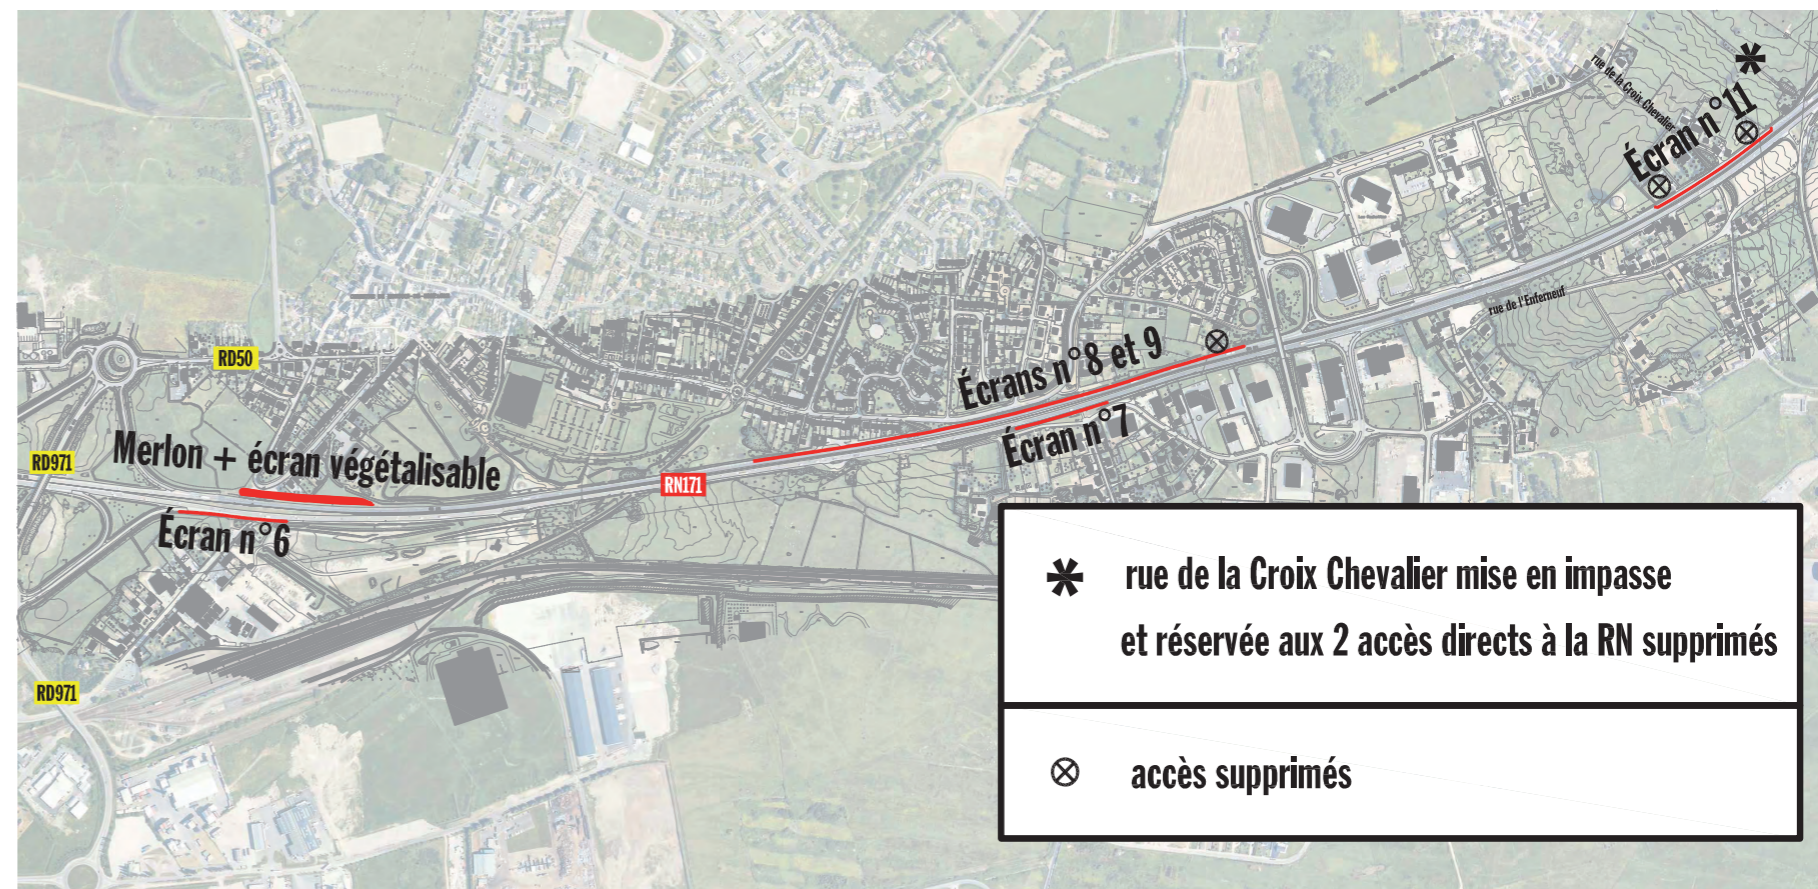 rue de la Croix Chevalier
Écran n°11
rue de l'Enferneuf
RD50
Écrans n°8 et 9
Écran n°7
Merlon + écran végétalisable
RD971
RN171
Écran n°6
RD971
rue de la Croix Chevalier mise en impasse
et réservée aux 2 accès directs à la RN supprimés
accès supprimés